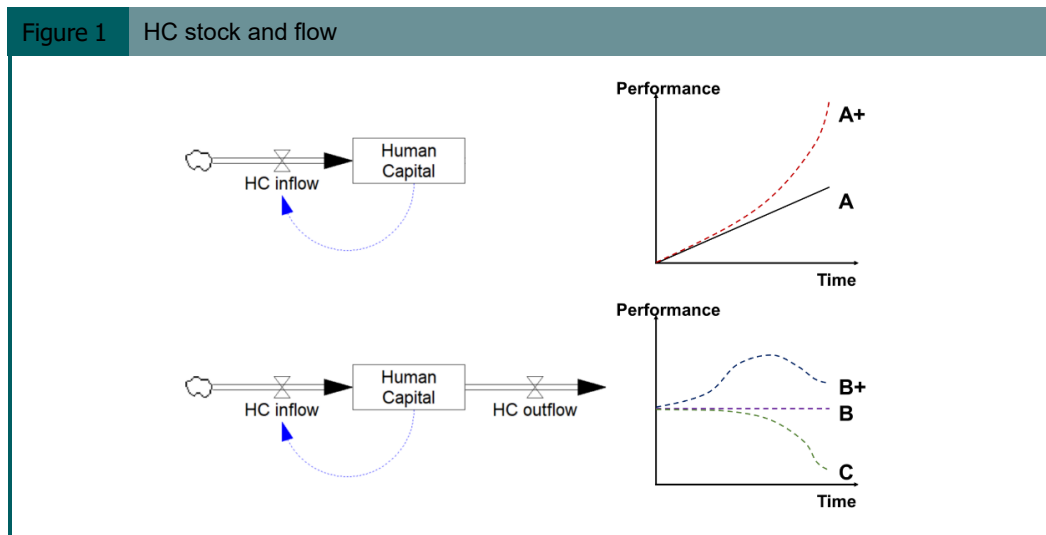 Figure 1
HC stock and flow
Human
Capital
HC inflow
Performance
A+
A
Time
Human
Capital
HC inflow
HC outflow
Performance
B+
B
C
Time